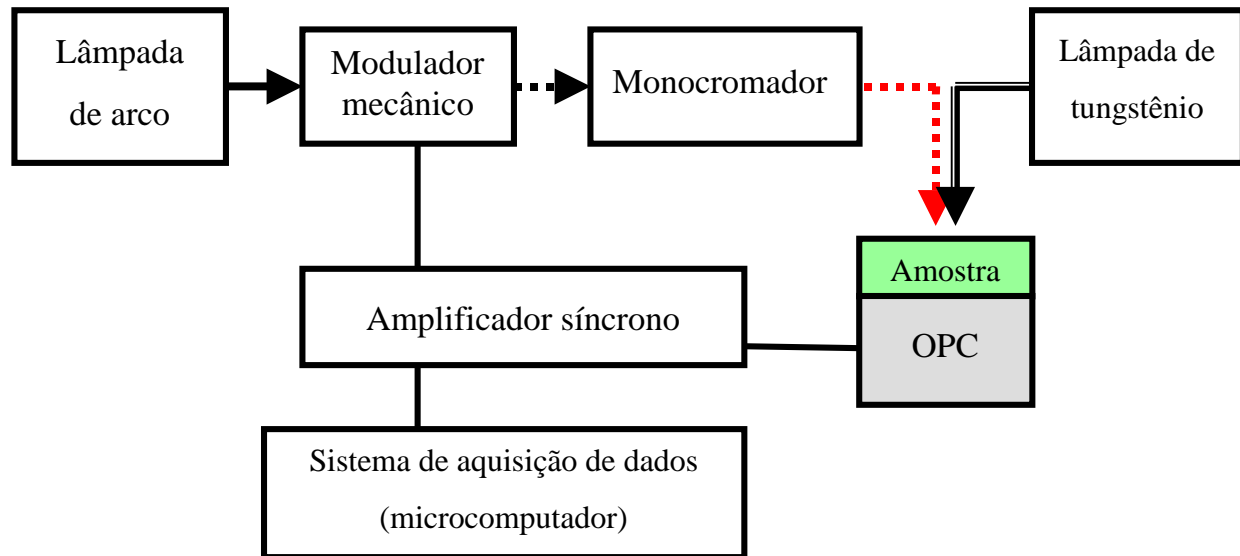 Lâmpada
de arco
Modulador
mecânico
Monocromador
Lâmpada de
tungstênio
Amostra
OPC
Amplificador síncrono
Sistema de aquisição de dados
(microcomputador)